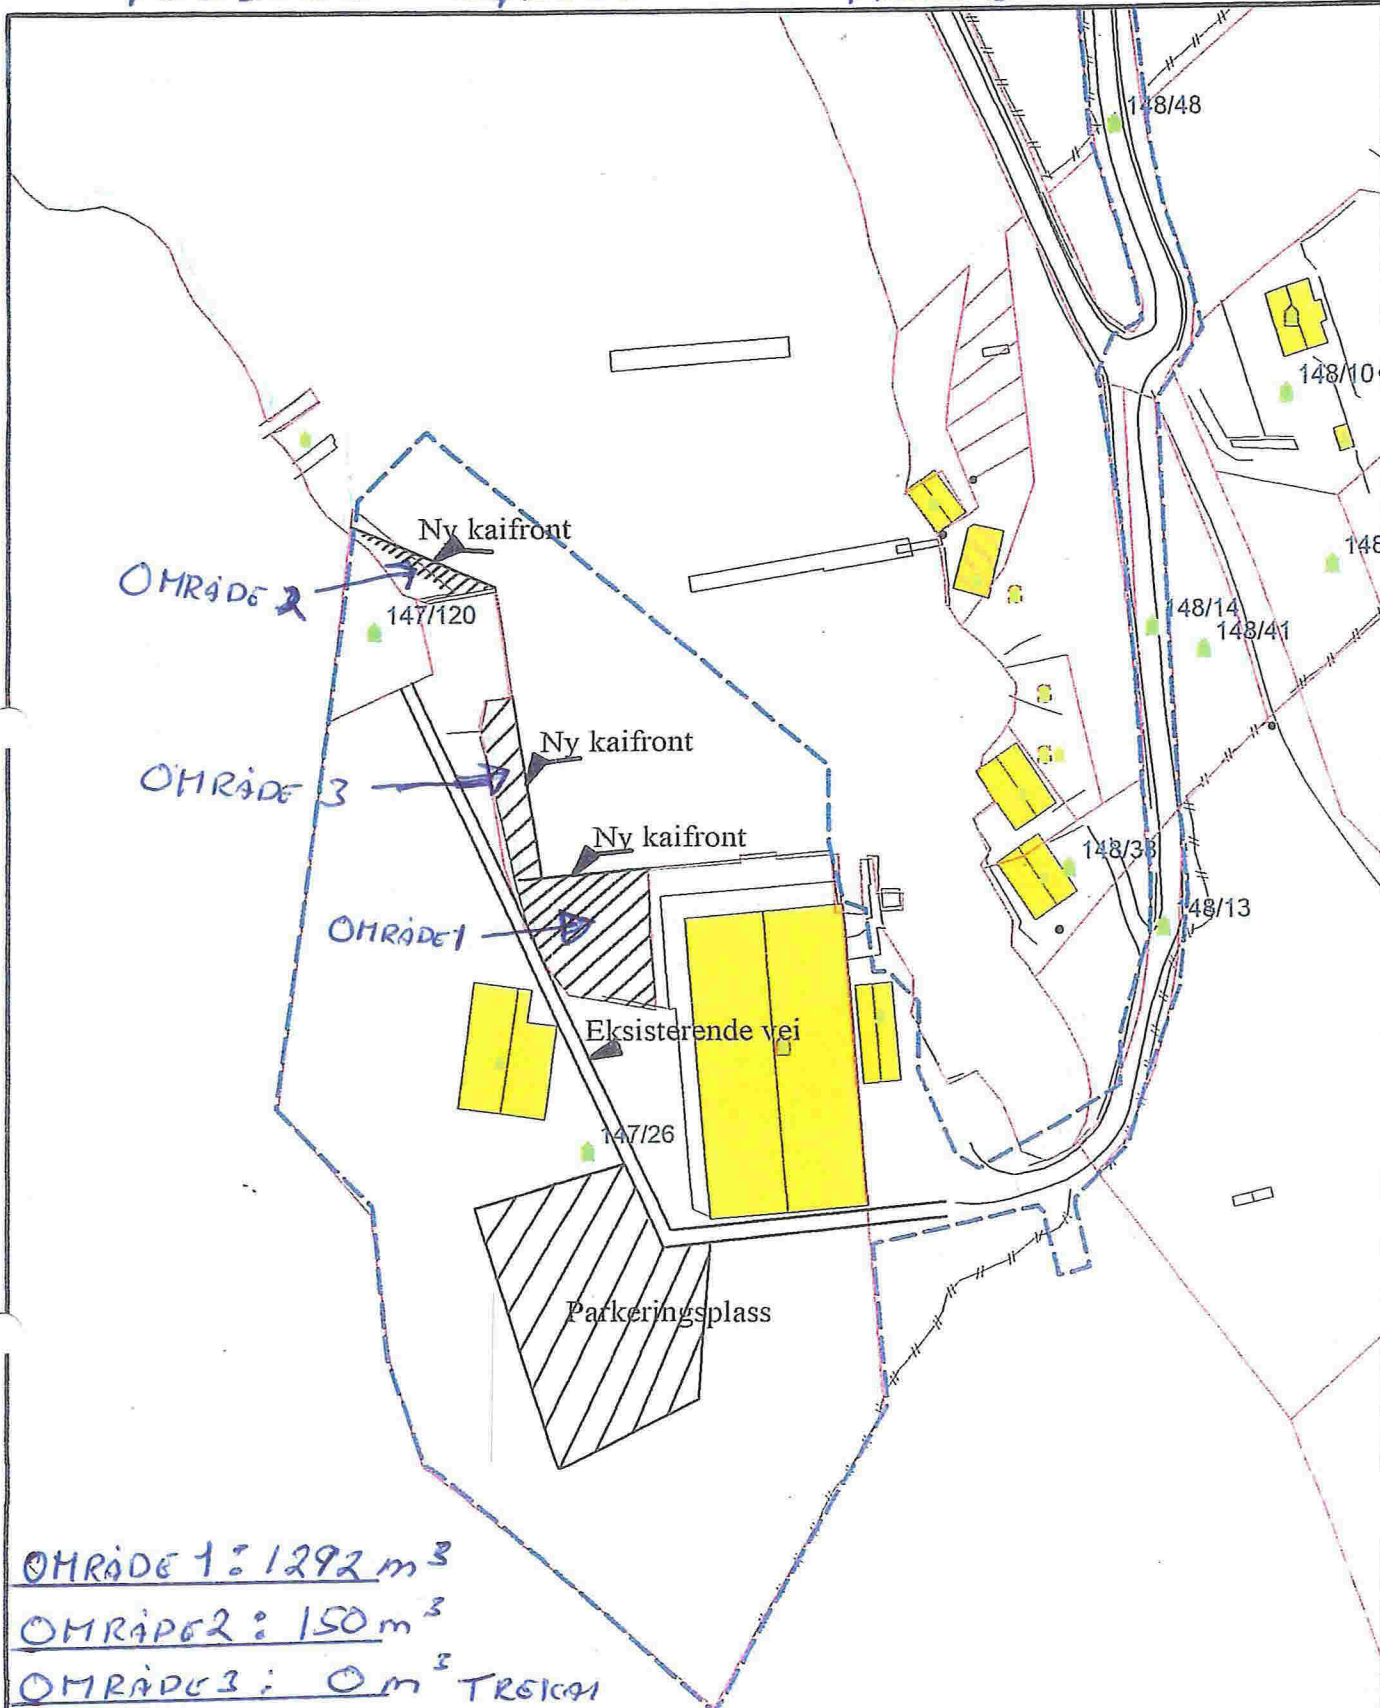 148/48
148/10
Ny kaifront
148
OMRÅDE 2
147/120
148/14
148/41
Ny kaifront
OMRÅDE 3
Ny kaifront
148/38
48/13
OMRÅDE 1
Eksisterende vei
147/26
Parkeringsplass
OMRÅDE 1: 1292 m³
OMRÅDE 2: 150 m³
OMRÅDE 3: 0 m³ TREKAI